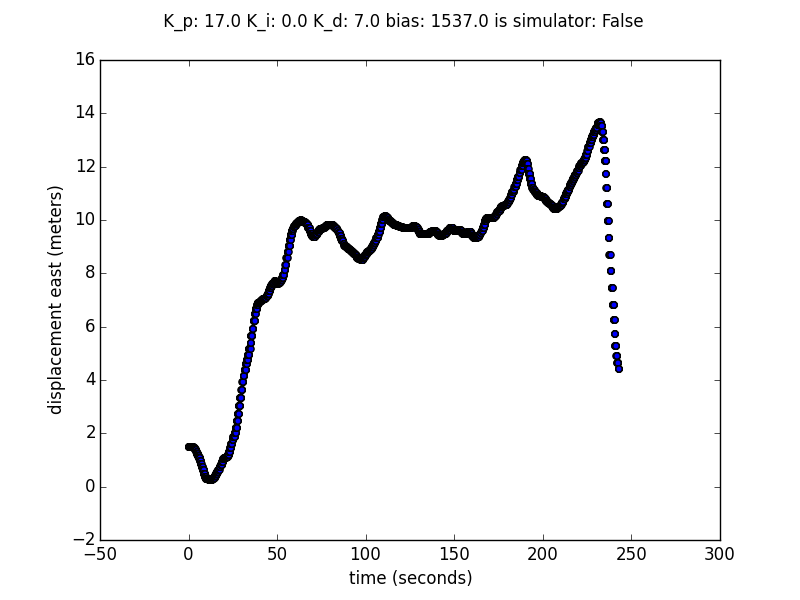 K_p: 17.0 K_i: 0.0 K_d: 7.0 bias: 1537.0 is simulator: False
16
14
12
10
8
6
4
2
0
−2
displacement east (meters)
−50 0 50 100 150 200 250 300
time (seconds)